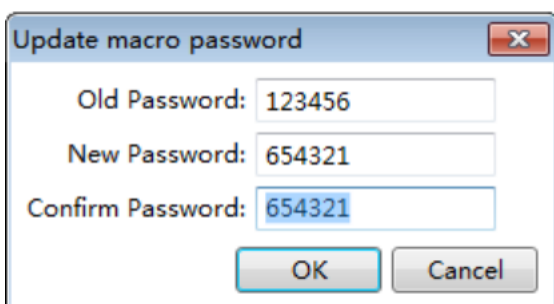 Update macro password
Old Password: 123456
New Password: 654321
Confirm Password: 654321
OK Cancel